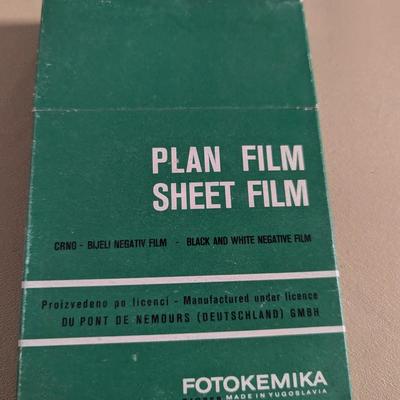 PLAN FILM
SHEET FILM
CRNO - BIJELI NEGATIV FILM - BLACK AND WHITE NEGATIVE FILM
Proizvedeno po licenci - Manufactured under licence
DU PONT DE NEMOURS (DEUTSCHLAND) GMBH
FOTOKEMIKA
MADE IN YUGOSLAVIA